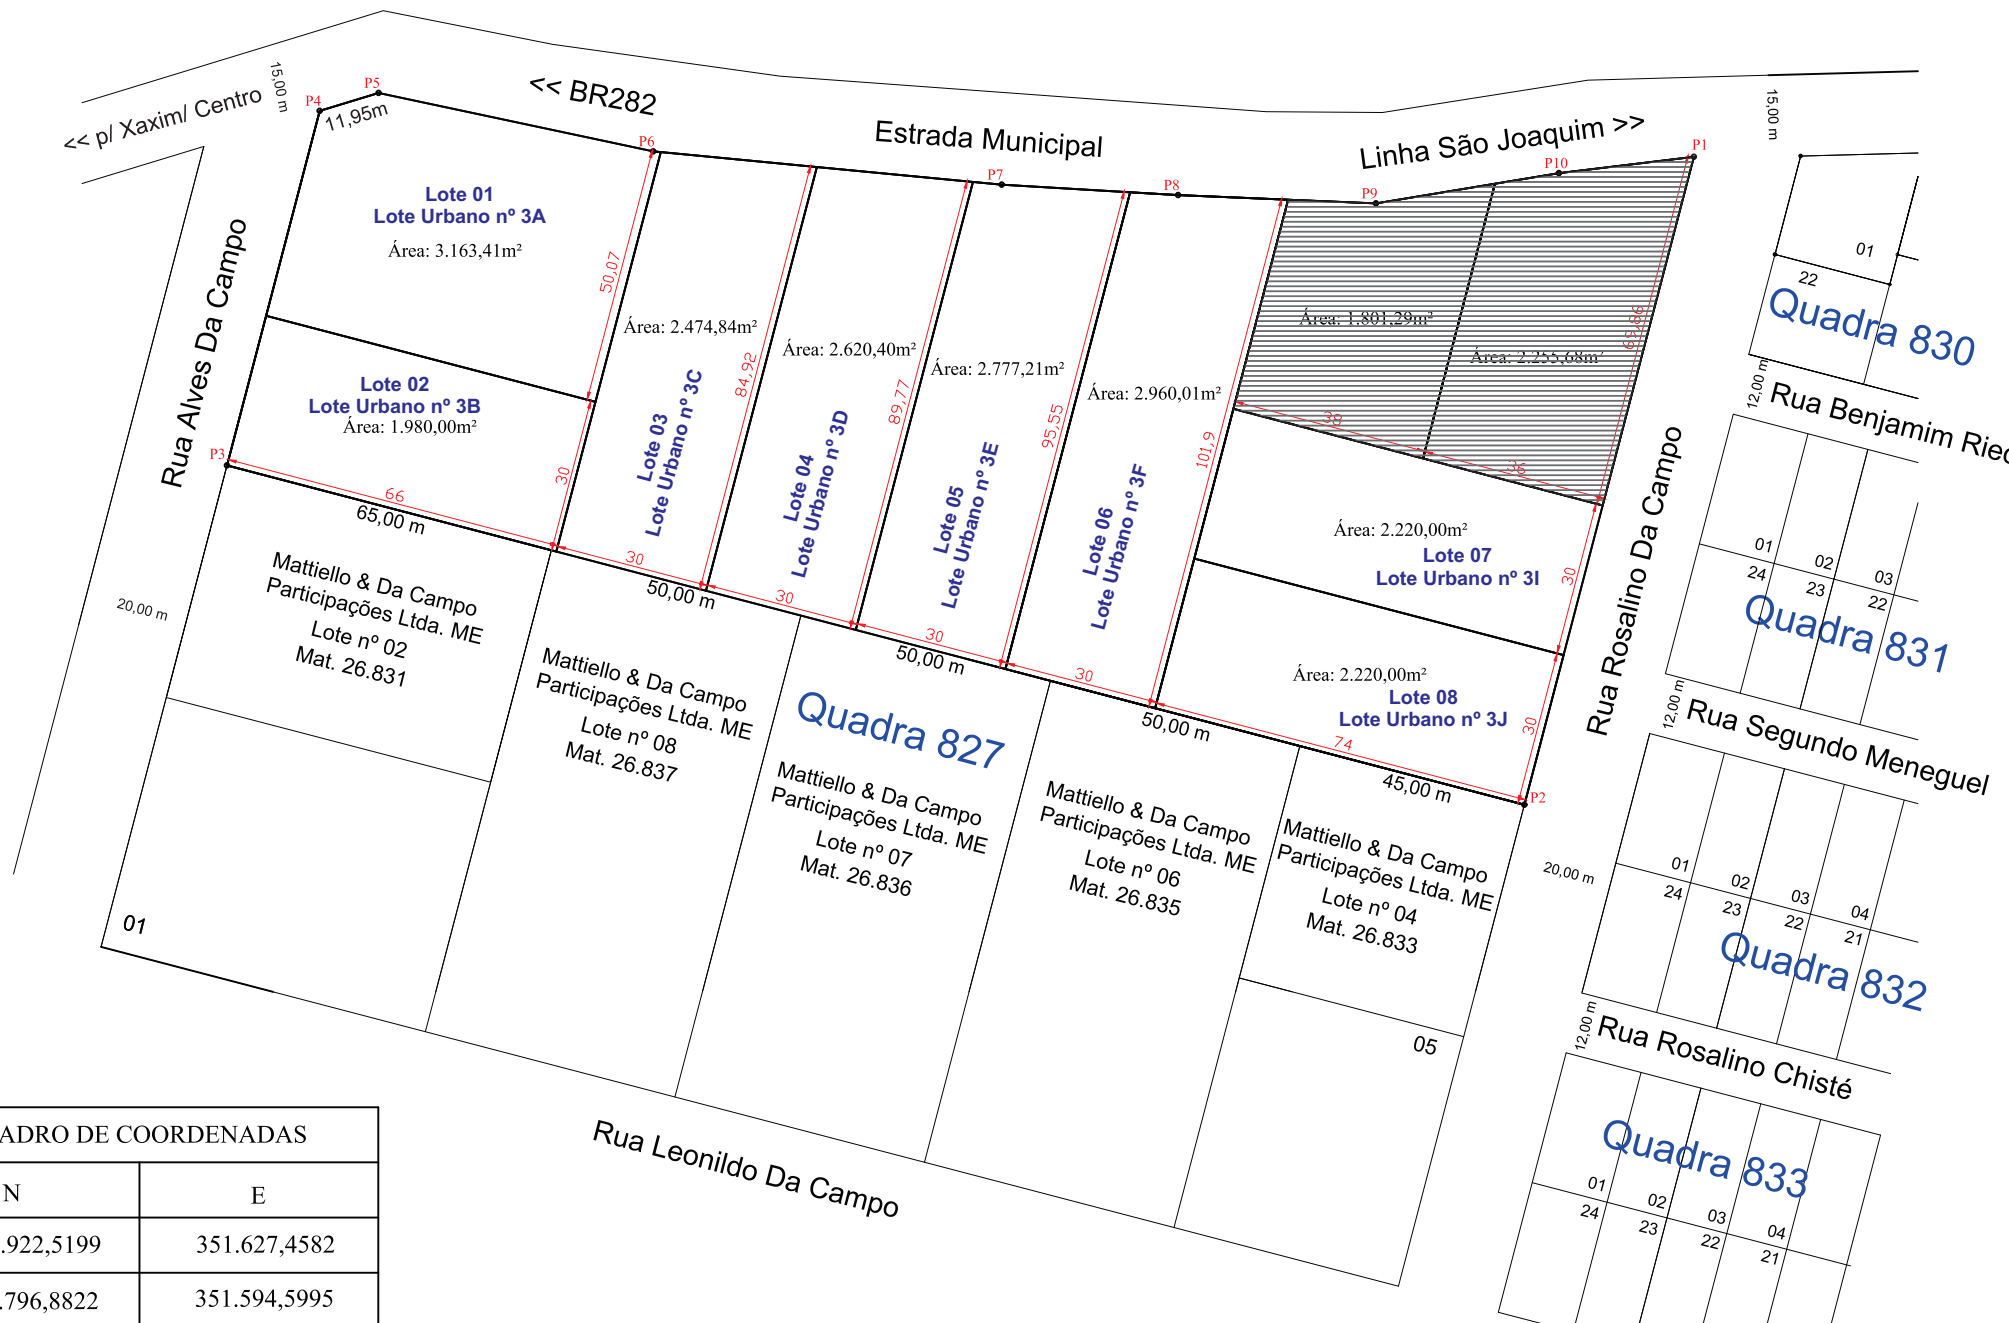 15,00 m
P5
P4
11,95m
<< p/ Xaxim/ Centro
<< BR282
Estrada Municipal
Linha São Joaquim >>
15,00 m
P6
P7
P8
P9
P10
P1
Lote 01
Lote Urbano nº 3A
Área: 3.163,41m²
50,07
Rua Alves Da Campo
Lote 02
Lote Urbano nº 3B
Área: 1.980,00m²
30
P3
66
65,00 m
Área: 2.474,84m²
84,92
Lote 03
Lote Urbano nº 3C
30
50,00 m
Área: 2.620,40m²
89,77
Lote 04
Lote Urbano nº 3D
30
Área: 2.777,21m²
95,55
Lote 05
Lote Urbano nº 3E
30
50,00 m
Área: 2.960,01m²
101,9
Lote 06
Lote Urbano nº 3F
30
50,00 m
Área: 1.801,29m²
38
Área: 2.255,68m²
36
Área: 2.220,00m²
Lote 07
Lote Urbano nº 3I
30
Área: 2.220,00m²
Lote 08
Lote Urbano nº 3J
30
74
45,00 m
P2
Rua Rosalino Da Campo
20,00 m
Mattiello & Da Campo
Participações Ltda. ME
Lote nº 02
Mat. 26.831
Mattiello & Da Campo
Participações Ltda. ME
Lote nº 08
Mat. 26.837
Quadra 827
Mattiello & Da Campo
Participações Ltda. ME
Lote nº 07
Mat. 26.836
Mattiello & Da Campo
Participações Ltda. ME
Lote nº 06
Mat. 26.835
Mattiello & Da Campo
Participações Ltda. ME
Lote nº 04
Mat. 26.833
20,00 m
01
05
Rua Leonildo Da Campo
01
22
Quadra 830
12,00 m
Rua Benjamim
01
02
03
24
23
22
Quadra 831
12,00 m
Rua Segundo Meneguel
01
02
03
04
24
23
22
21
Quadra 832
12,00 m
Rua Rosalino Chisté
Quadra 833
01
02
03
04
24
23
22
21
ADRO DE COORDENADAS
N
E
.922,5199
351.627,4582
.796,8822
351.594,5995